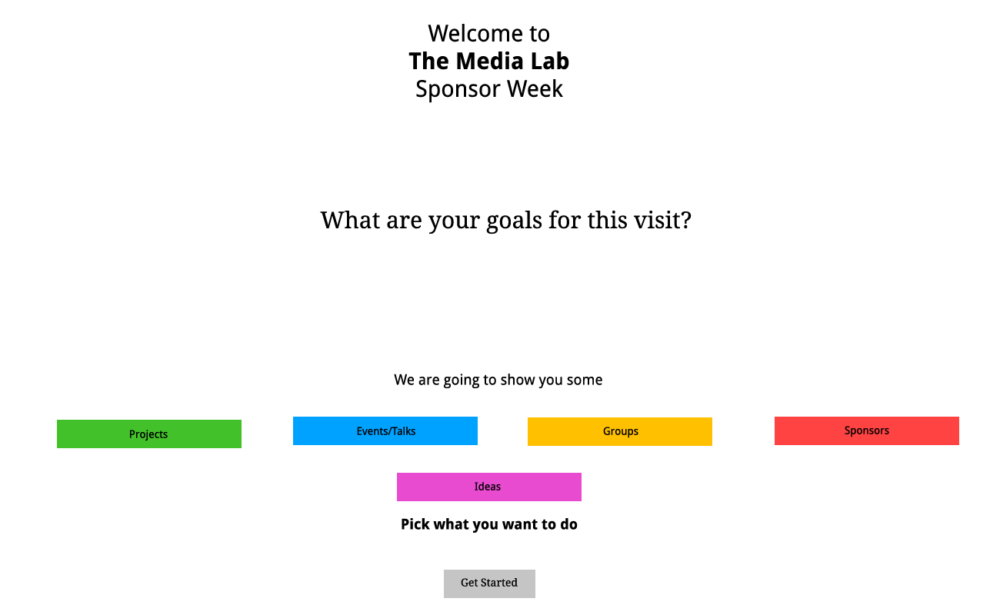 Welcome to
The Media Lab
Sponsor Week
What are your goals for this visit?
We are going to show you some
Projects
Events/Talks
Groups
Sponsors
Ideas
Pick what you want to do
Get Started